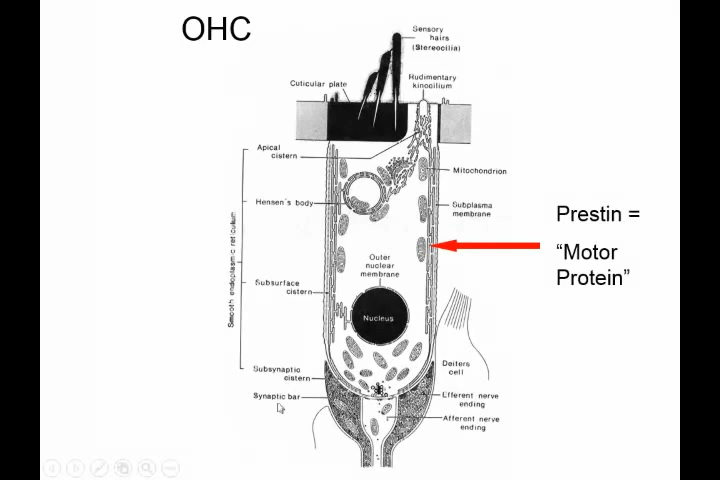 OHC
Sensory
hairs
(Stereocilia)
Cuticular plate
Rudimentary
kinocilium
Apical
cistern
Mitochondrion
Hensen's body
Subplasma
membrane
Prestin =
“Motor
Protein”
Smooth endoplasmic reticulum
Outer
nuclear
membrane
Subsurface
cistern
Nucleus
Subsynaptic
cistern
Deiters
cell
Synaptic bar
Efferent nerve
ending
Afferent nerve
ending